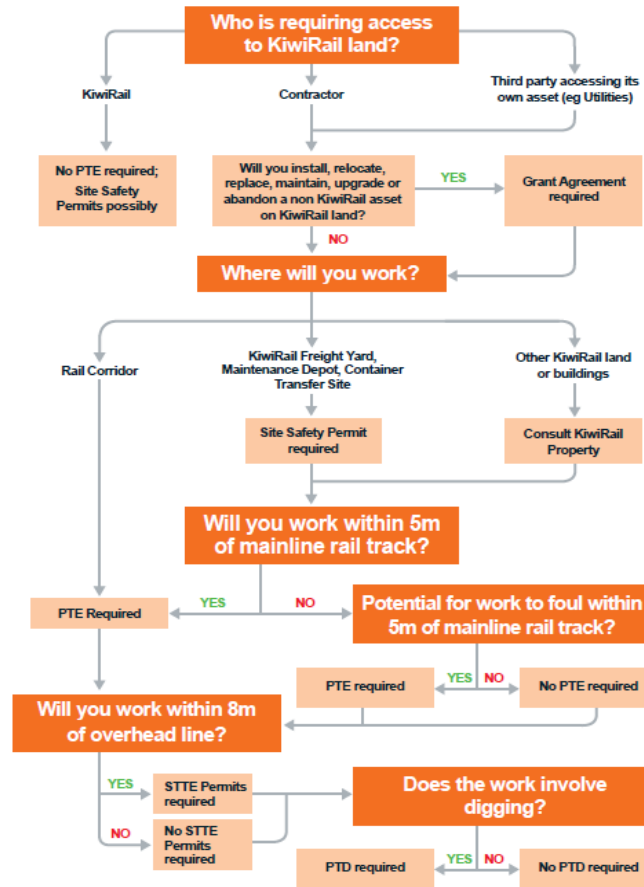 Who is requiring access
to KiwiRail land?
KiwiRail
Contractor
Third party accessing its
own asset (eg Utilities)
No PTE required;
Site Safety
Permits possibly
Will you install, relocate,
replace, maintain, upgrade or
abandon a non KiwiRail asset
on KiwiRail land?
YES
Grant Agreement
required
NO
Where will you work?
Rail Corridor
KiwiRail Freight Yard,
Maintenance Depot, Container
Transfer Site
Other KiwiRail land
or buildings
Site Safety Permit
required
Consult KiwiRail
Property
Will you work within 5m
of mainline rail track?
PTE Required
YES
NO
Potential for work to foul within
5m of mainline rail track?
PTE required
YES
NO
No PTE required
Will you work within 8m
of overhead line?
YES
STTE Permits
required
NO
No STTE
Permits
required
Does the work involve
digging?
PTD required
YES
NO
No PTD required